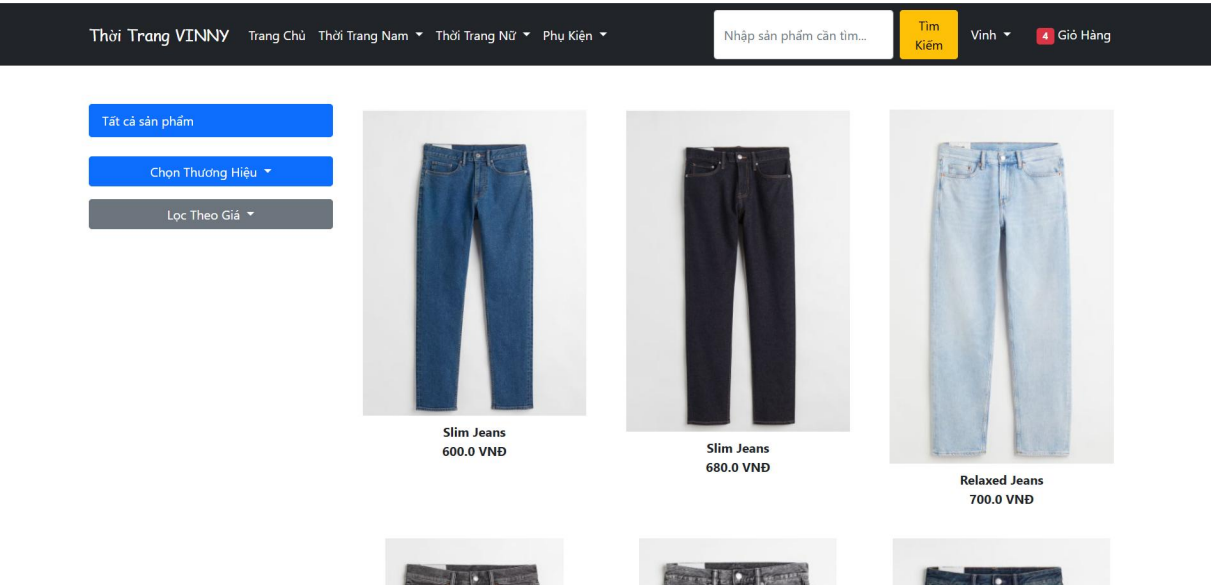 Thời Trang VINNY Trang Chủ Thời Trang Nam Thời Trang Nữ Phụ Kiện Nhập sản phẩm cần tìm... Tìm Kiếm Vinh 4 Giỏ Hàng
Tất cả sản phẩm
Chọn Thương Hiệu
Lọc Theo Giá
Slim Jeans
600.0 VNĐ
Slim Jeans
680.0 VNĐ
Relaxed Jeans
700.0 VNĐ